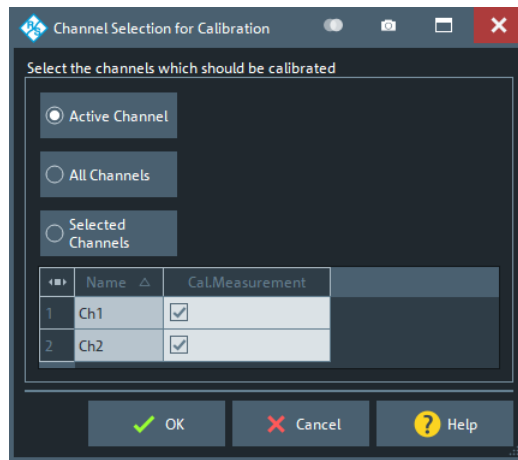 Channel Selection for Calibration
Select the channels which should be calibrated
Active Channel
All Channels
Selected
Channels
Name Cal.Measurement
1 Ch1
2 Ch2
OK Cancel ? Help